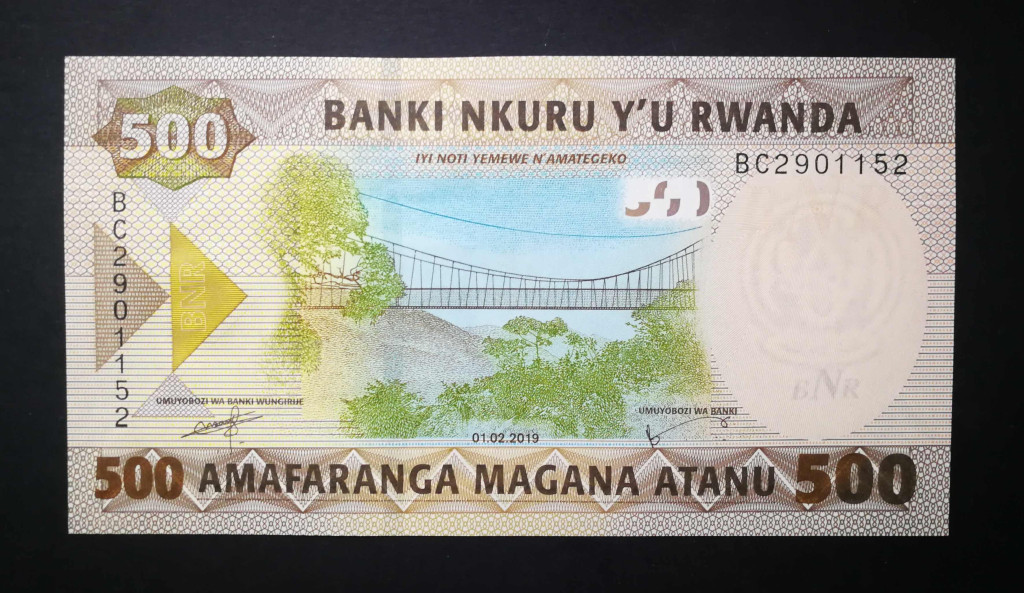 500
BANKI NKURU Y'U RWANDA
IYI NOTI YEMEWE N'AMATEGEKO
BC2901152
BC2901152
BNR
BNR
UMUYOBOZI WA BANKI WUNGIRIJE
UMUYOBOZI WA BANKI
01.02.2019
500 AMAFARANGA MAGANA ATANU 500